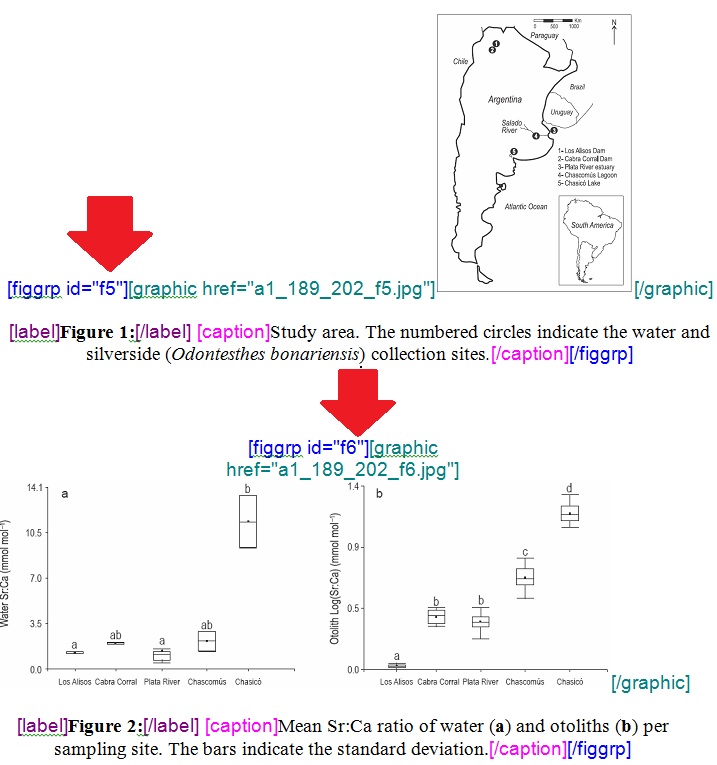 0 500 1000 Km
N
Paraguay
Chile
1
2
Brazil
Argentina
Uruguay
Salado
River
3
4
5
1- Los Alisos Dam
2- Cabra Corral Dam
3- Plata River estuary
4- Chascomús Lagoon
5- Chasicó Lake
Atlantic Ocean
South America
[figgrp id="f5"][graphic href="a1_189_202_f5.jpg"] [/graphic]
[label]Figure 1:[/label] [caption]Study area. The numbered circles indicate the water and
silverside (Odontesthes bonariensis) collection sites.[/caption][/figgrp]
[figgrp id="f6"][graphic
href="a1_189_202_f6.jpg"]
Water Sr:Ca (mmol mol⁻¹)
14.1
10.5
7.0
3.5
0.0
a
a
ab
a
ab
b
Los Alisos Cabra Corral Plata River Chascomús Chasicó
Otolith Log(Sr:Ca) (mmol mol⁻¹)
1.4
0.9
0.5
0.0
b
a
b
b
c
d
Los Alisos Cabra Corral Plata River Chascomús Chasicó
[/graphic]
[label]Figure 2:[/label] [caption]Mean Sr:Ca ratio of water (a) and otoliths (b) per
sampling site. The bars indicate the standard deviation.[/caption][/figgrp]